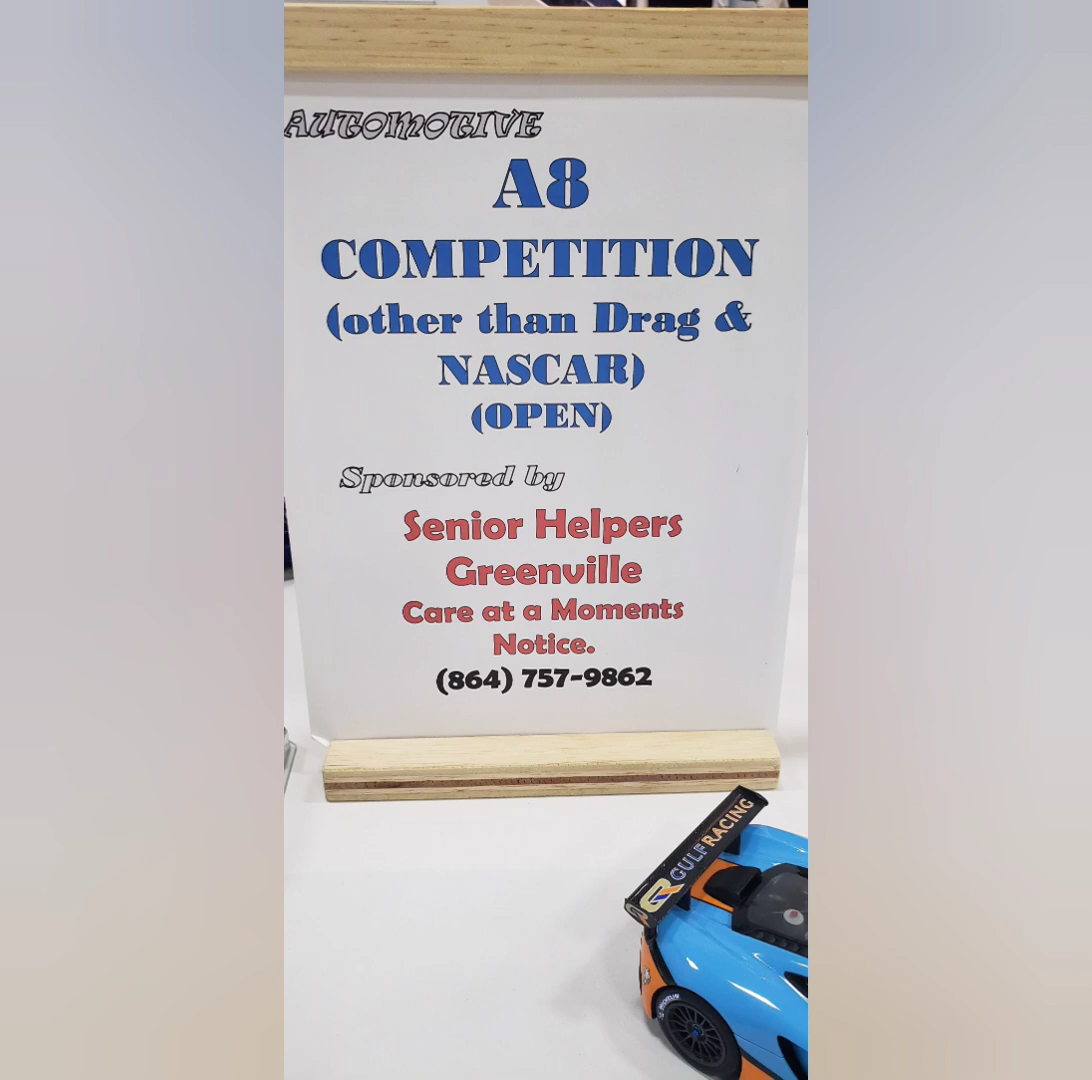 AUTOMOTIVE
A8
COMPETITION
(other than Drag &
NASCAR)
(OPEN)
Sponsored by
Senior Helpers
Greenville
Care at a Moments
Notice.
(864) 757-9862
GULF RACING